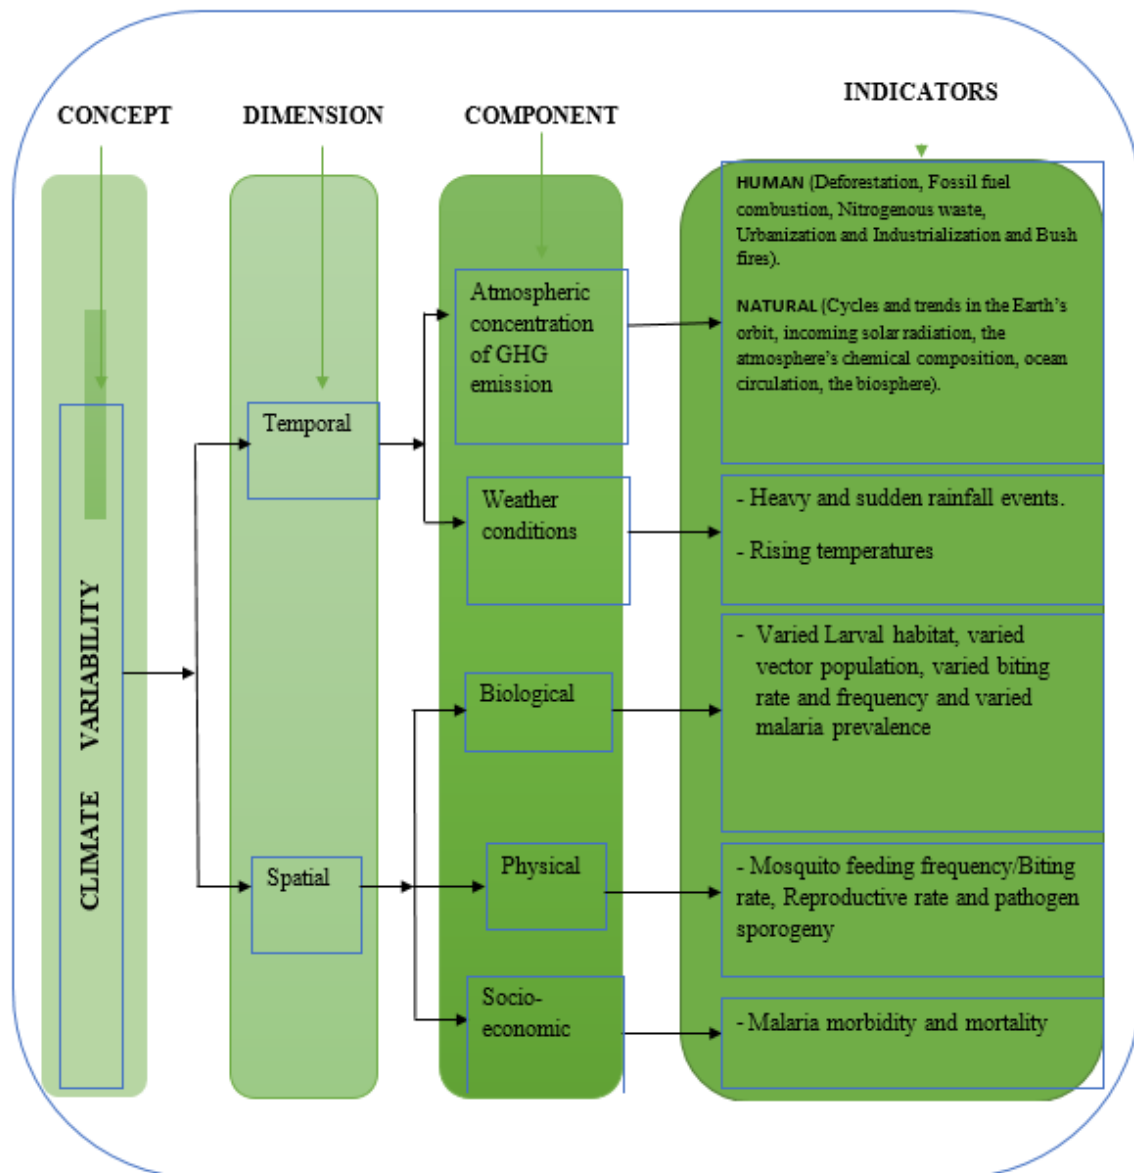 CONCEPT
DIMENSION
COMPONENT
INDICATORS
CLIMATE VARIABILITY
Temporal
Spatial
Atmospheric
concentration
of GHG
emission
Weather
conditions
Biological
Physical
Socio-
economic
HUMAN (Deforestation, Fossil fuel
combustion, Nitrogenous waste,
Urbanization and Industrialization and Bush
fires).
NATURAL (Cycles and trends in the Earth’s
orbit, incoming solar radiation, the
atmosphere’s chemical composition, ocean
circulation, the biosphere).
- Heavy and sudden rainfall events.
- Rising temperatures
- Varied Larval habitat, varied
vector population, varied biting
rate and frequency and varied
malaria prevalence
- Mosquito feeding frequency/Biting
rate, Reproductive rate and pathogen
sporogeny
- Malaria morbidity and mortality